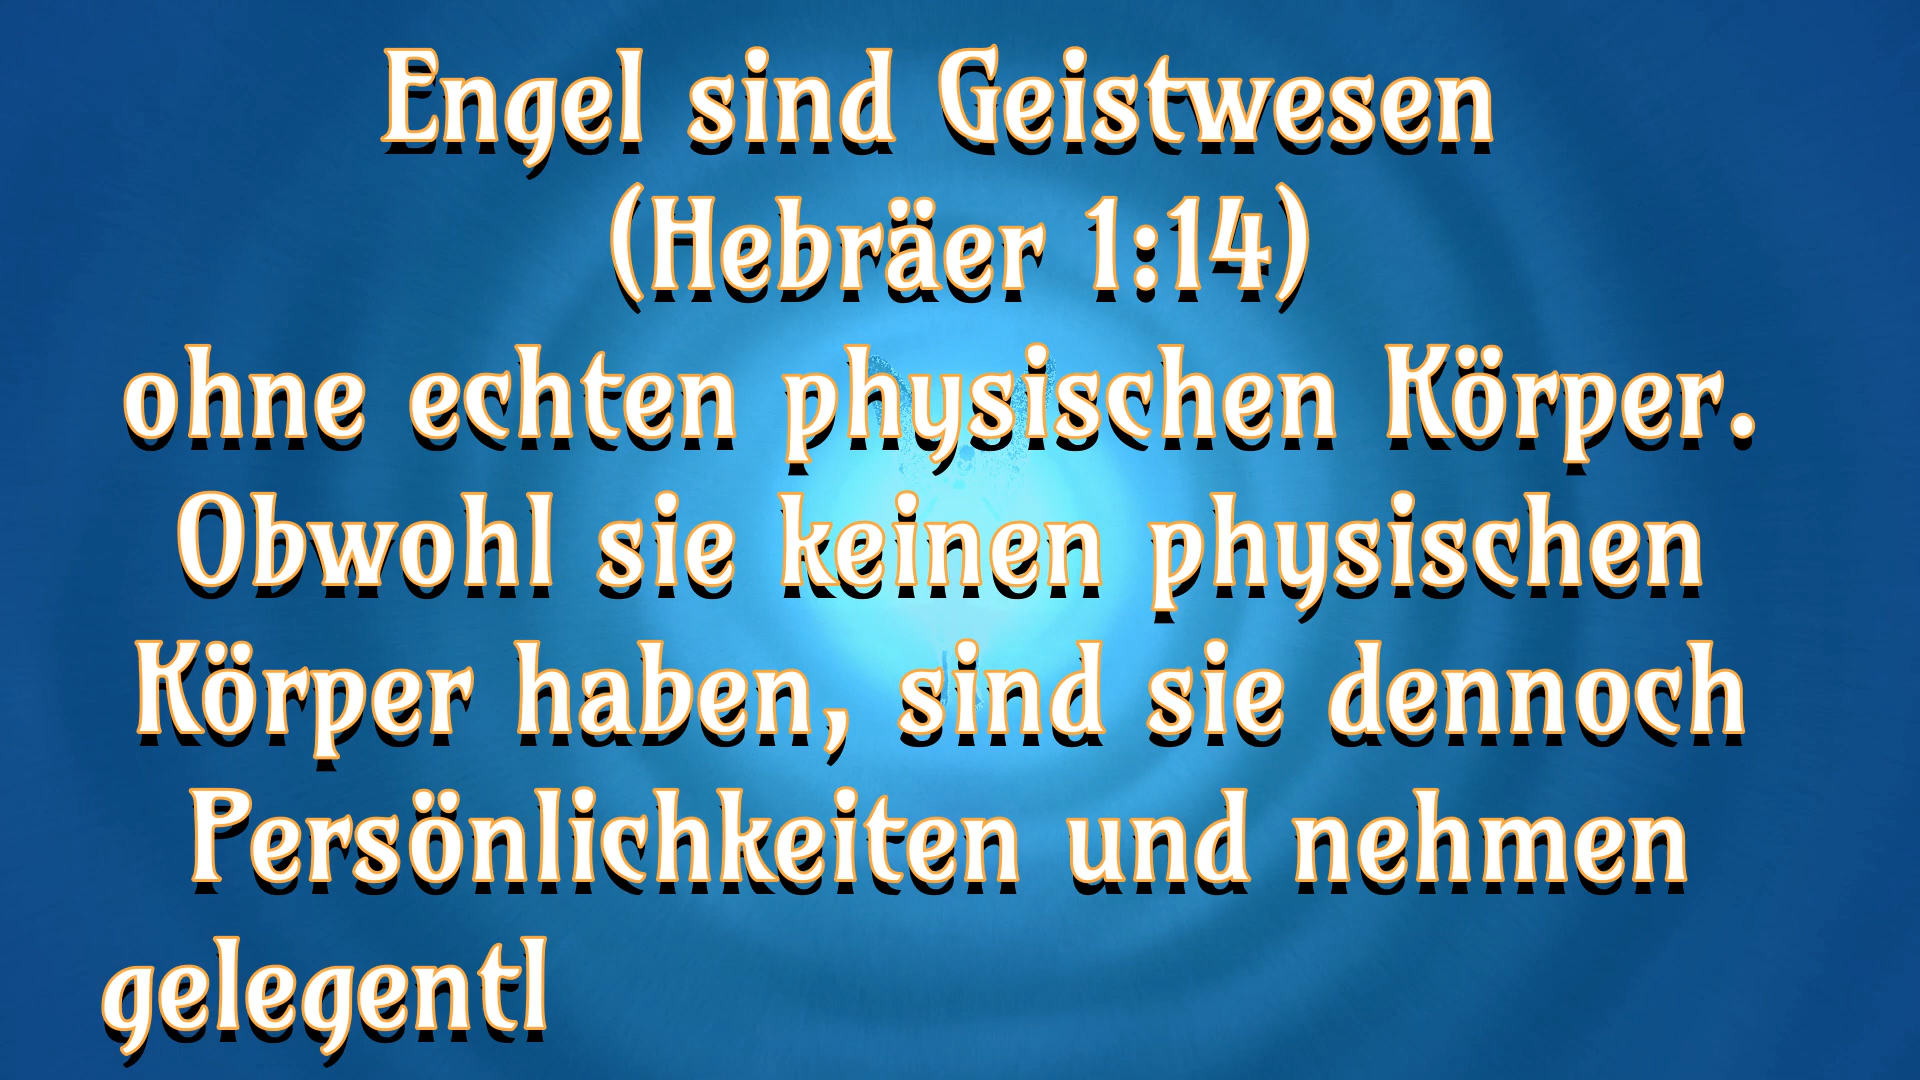 Engel sind Geistwesen
(Hebräer 1:14)
ohne echten physischen Körper.
Obwohl sie keinen physischen
Körper haben, sind sie dennoch
Persönlichkeiten und nehmen
gelegentl